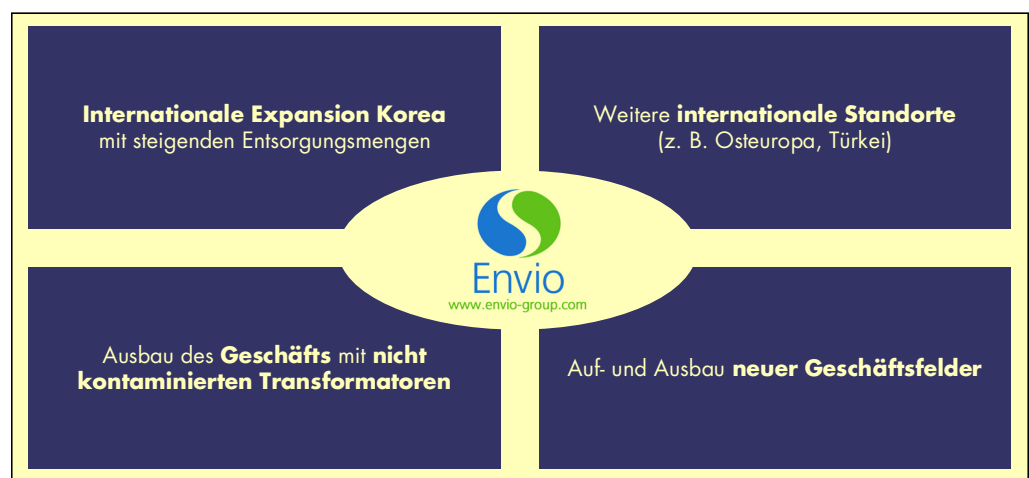 Internationale Expansion Korea
mit steigenden Entsorgungsmengen
Weitere internationale Standorte
(z. B. Osteuropa, Türkei)
Envio
www.envio-group.com
Ausbau des Geschäfts mit nicht
kontaminierten Transformatoren
Auf- und Ausbau neuer Geschäftsfelder